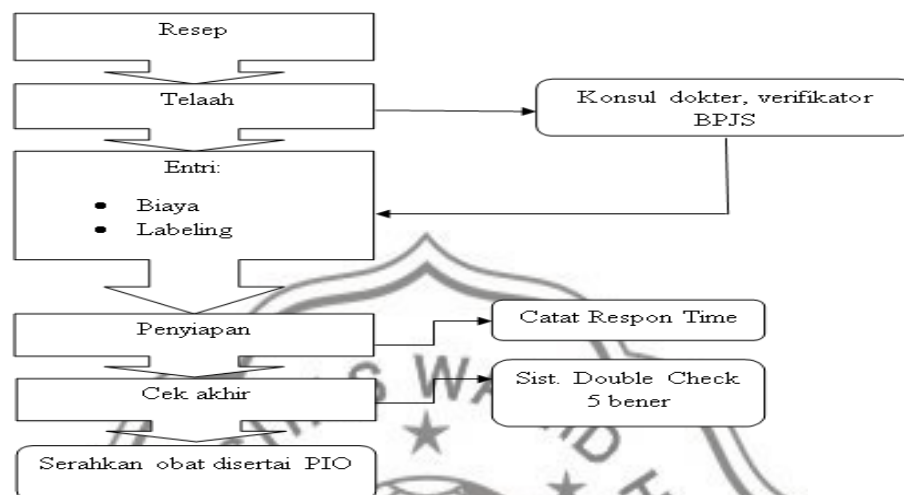 Resep
Telaah
Konsul dokter, verifikator
BPJS
Entri:
• Biaya
• Labeling
Penyiapan
Catat Respon Time
Cek akhir
Sist. Double Check
5 bener
Serahkan obat disertai PIO